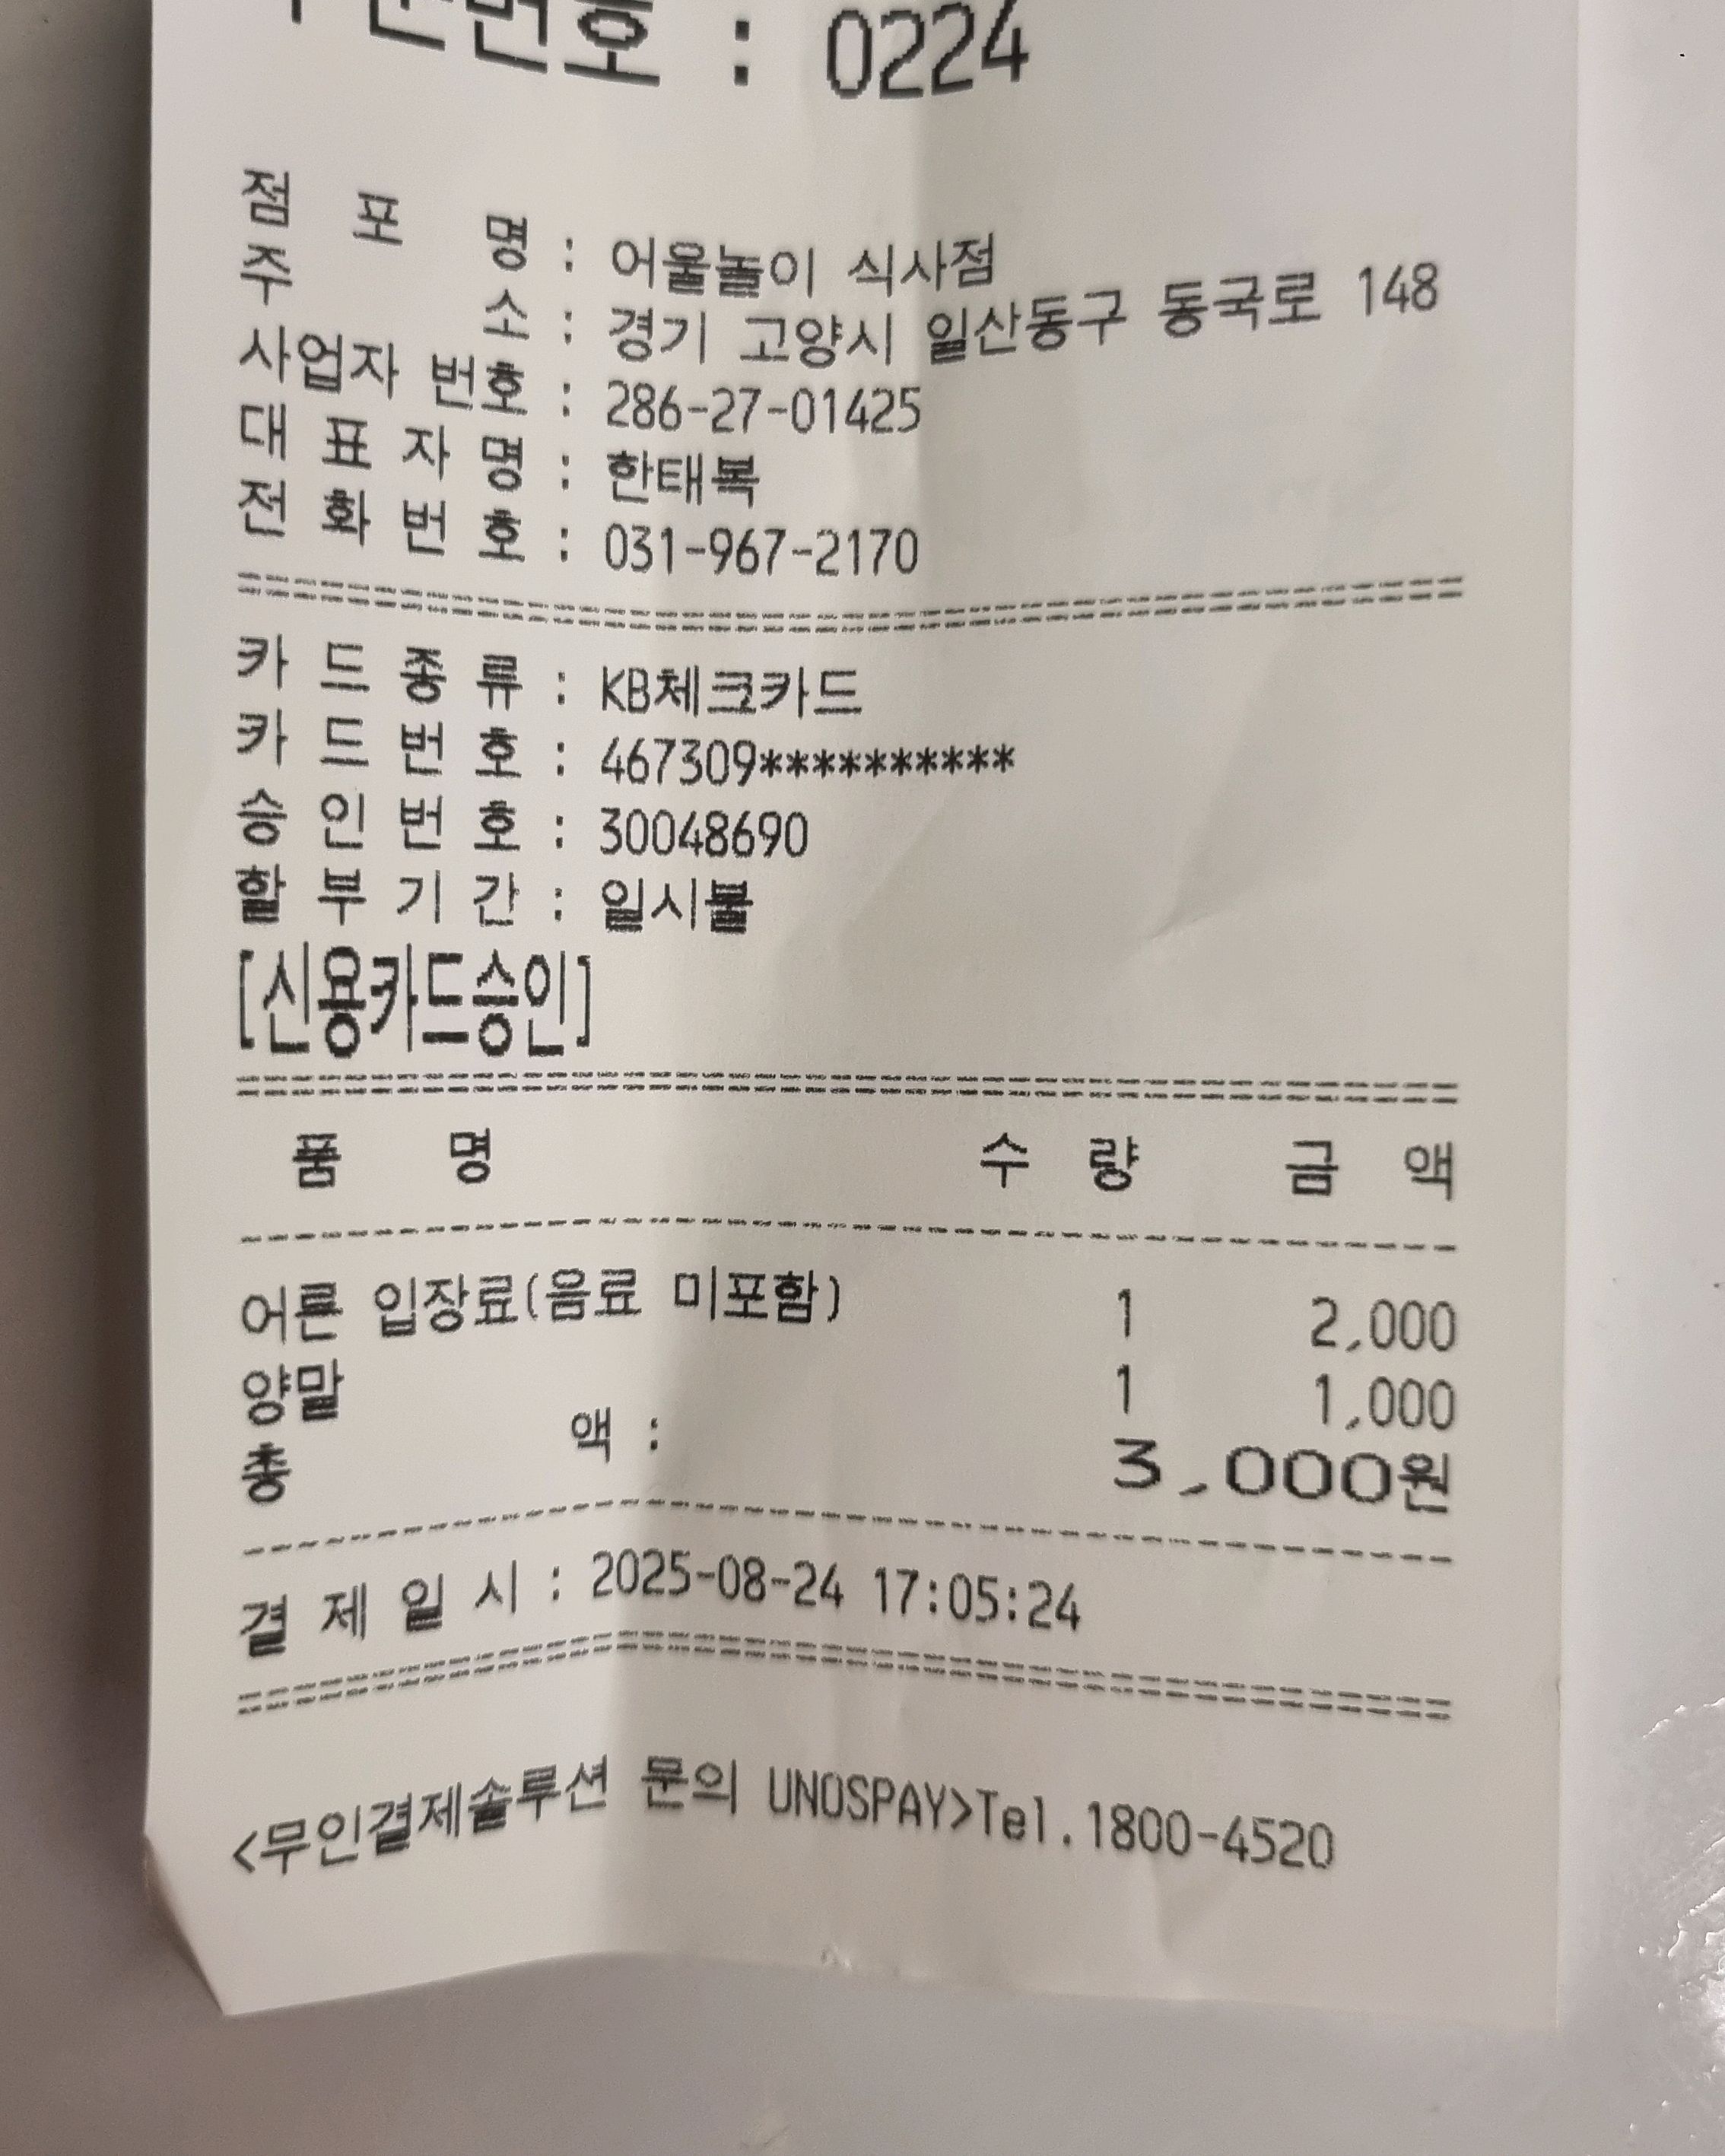 주문번호 : 0224
점 포 명 : 어울놀이 식사점
주 소 : 경기 고양시 일산동구 동국로 148
사업자 번호 : 286-27-01425
대 표 자 명 : 한태복
전 화 번 호 : 031-967-2170
카 드 종 류 : KB체크카드
카 드 번 호 : 467309**********
승 인 번 호 : 30048690
할 부 기 간 : 일시불
[신용카드승인]
품 명 수 량 금 액
어른 입장료(음료 미포함) 1 2,000
양말 1 1,000
총 액 : 3,000원
결 제 일 시 : 2025-08-24 17:05:24
<무인결제솔루션 문의 UNOSPAY>Tel.1800-4520